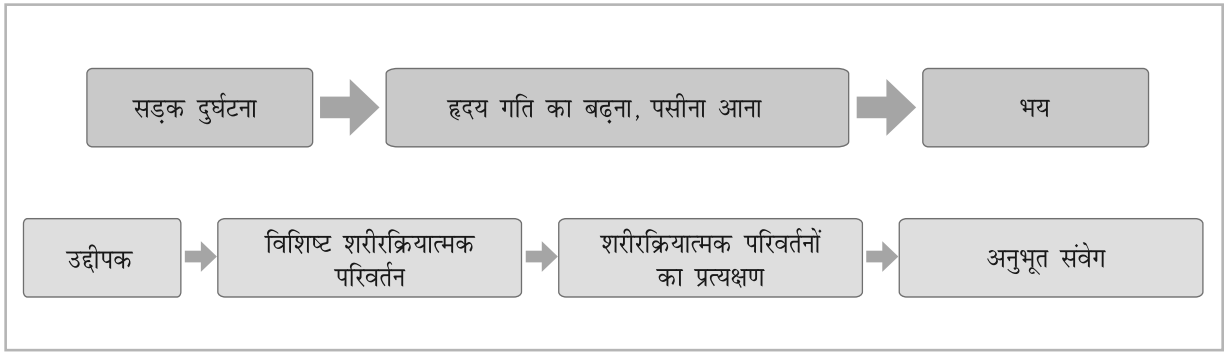 सड़क दुर्घटना
हृदय गति का बढ़ना, पसीना आना
भय
उद्दीपक
विशिष्ट शरीरक्रियात्मक
परिवर्तन
शरीरक्रियात्मक परिवर्तनों
का प्रत्यक्षण
अनुभूत संवेग